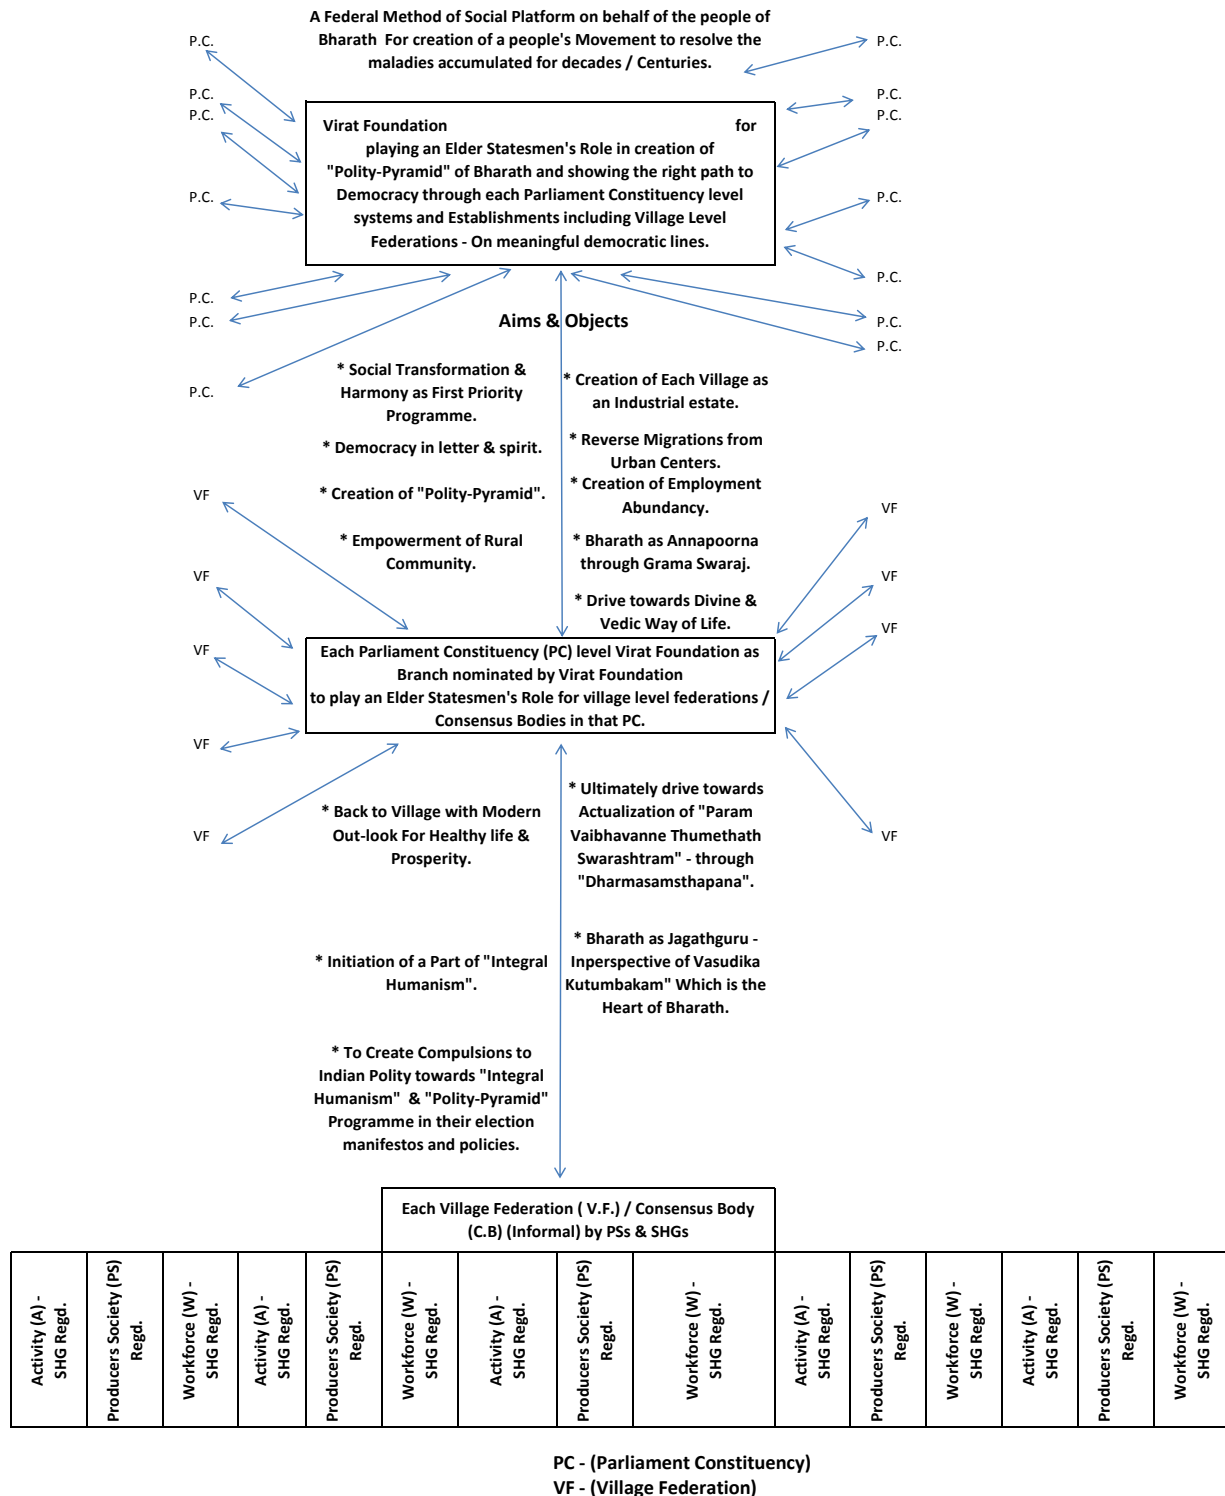 A Federal Method of Social Platform on behalf of the people of
Bharath For creation of a people's Movement to resolve the
maladies accumulated for decades / Centuries.
P.C.
P.C.
P.C.
P.C.
P.C.
P.C.
P.C.
P.C.
P.C.
P.C.
P.C.
P.C.
P.C.
P.C.
Virat Foundation for
playing an Elder Statesmen's Role in creation of
"Polity-Pyramid" of Bharath and showing the right path to
Democracy through each Parliament Constituency level
systems and Establishments including Village Level
Federations - On meaningful democratic lines.
Aims & Objects
* Social Transformation &
Harmony as First Priority
Programme.
* Democracy in letter & spirit.
* Creation of "Polity-Pyramid".
* Empowerment of Rural
Community.
* Creation of Each Village as
an Industrial estate.
* Reverse Migrations from
Urban Centers.
* Creation of Employment
Abundancy.
* Bharath as Annapoorna
through Grama Swaraj.
* Drive towards Divine &
Vedic Way of Life.
VF
VF
VF
VF
VF
VF
VF
VF
VF
Each Parliament Constituency (PC) level Virat Foundation as
Branch nominated by Virat Foundation
to play an Elder Statesmen's Role for village level federations /
Consensus Bodies in that PC.
* Back to Village with Modern
Out-look For Healthy life &
Prosperity.
* Initiation of a Part of "Integral
Humanism".
* To Create Compulsions to
Indian Polity towards "Integral
Humanism" & "Polity-Pyramid"
Programme in their election
manifestos and policies.
* Ultimately drive towards
Actualization of "Param
Vaibhavanne Thumethath
Swarashtram" - through
"Dharmasamsthapana".
* Bharath as Jagathguru -
Inperspective of Vasudika
Kutumbakam" Which is the
Heart of Bharath.
Each Village Federation ( V.F.) / Consensus Body
(C.B) (Informal) by PSs & SHGs
Activity (A) -
SHG Regd.
Producers Society (PS)
Regd.
Workforce (W) -
SHG Regd.
Activity (A) -
SHG Regd.
Producers Society (PS)
Regd.
Workforce (W) -
SHG Regd.
Activity (A) -
SHG Regd.
Producers Society (PS)
Regd.
Workforce (W) -
SHG Regd.
Activity (A) -
SHG Regd.
Producers Society (PS)
Regd.
Workforce (W) -
SHG Regd.
Activity (A) -
SHG Regd.
Producers Society (PS)
Regd.
Workforce (W) -
SHG Regd.
PC - (Parliament Constituency)
VF - (Village Federation)